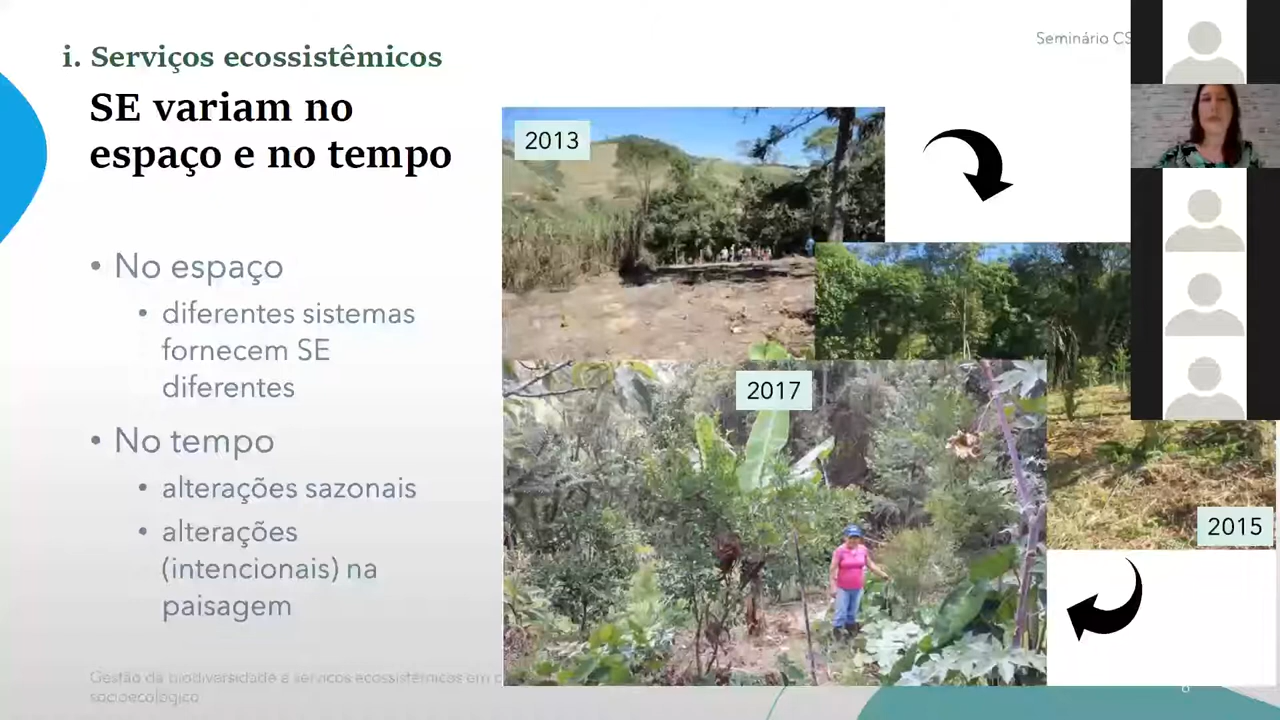 i. Serviços ecossistêmicos
Seminário CS
SE variam no
espaço e no tempo
• No espaço
• diferentes sistemas
fornecem SE
diferentes
• No tempo
• alterações sazonais
• alterações
(intencionais) na
paisagem
2013
2017
2015
Gestão da biodiversidade e serviços ecossistêmicos em
socioecológico
6